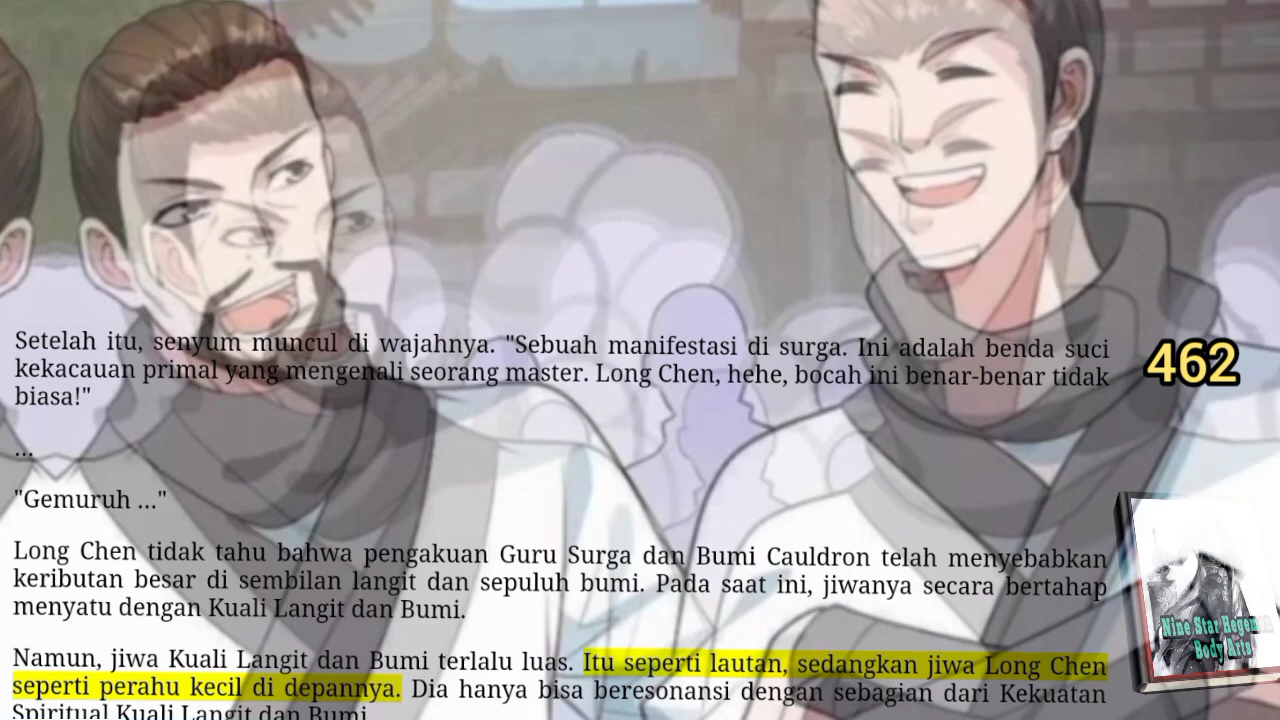 Setelah itu, senyum muncul di wajahnya. "Sebuah manifestasi di surga. Ini adalah benda suci
kekacauan primal yang mengenali seorang master. Long Chen, hehe, bocah ini benar-benar tidak
biasa!"
...
"Gemuruh ..."
Long Chen tidak tahu bahwa pengakuan Guru Surga dan Bumi Cauldron telah menyebabkan
keributan besar di sembilan langit dan sepuluh bumi. Pada saat ini, jiwanya secara bertahap
menyatu dengan Kuali Langit dan Bumi.
Namun, jiwa Kuali Langit dan Bumi terlalu luas. Itu seperti lautan, sedangkan jiwa Long Chen
seperti perahu kecil di depannya. Dia hanya bisa beresonansi dengan sebagian dari Kekuatan
Spiritual Kuali Langit dan Bumi.
462
Nine Star Hegemon
Body Arts